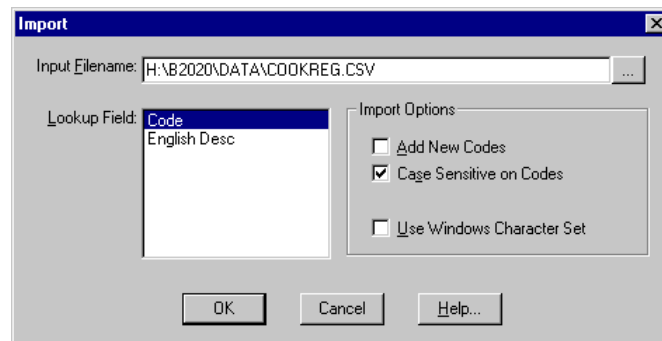 Import
Input Filename: H:\B2020\DATA\COOKREG.CSV ...
Lookup Field:
Code
English Desc
Import Options
Add New Codes
Case Sensitive on Codes
Use Windows Character Set
OK Cancel Help...